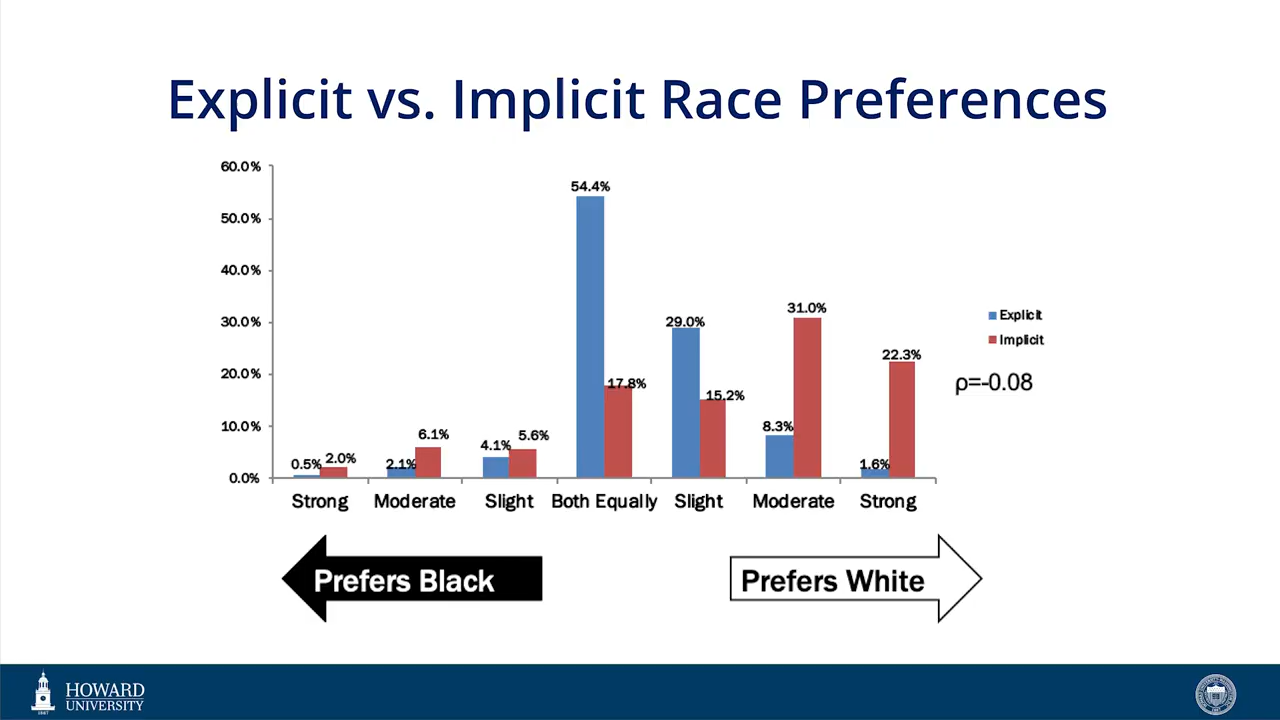 Explicit vs. Implicit Race Preferences
60.0%
50.0%
40.0%
30.0%
20.0%
10.0%
0.0%
0.5%
2.0%
2.1%
6.1%
4.1%
5.6%
54.4%
17.8%
29.0%
15.2%
8.3%
31.0%
1.6%
22.3%
Explicit
Implicit
ρ=-0.08
Strong Moderate Slight Both Equally Slight Moderate Strong
Prefers Black
Prefers White
HOWARD
UNIVERSITY